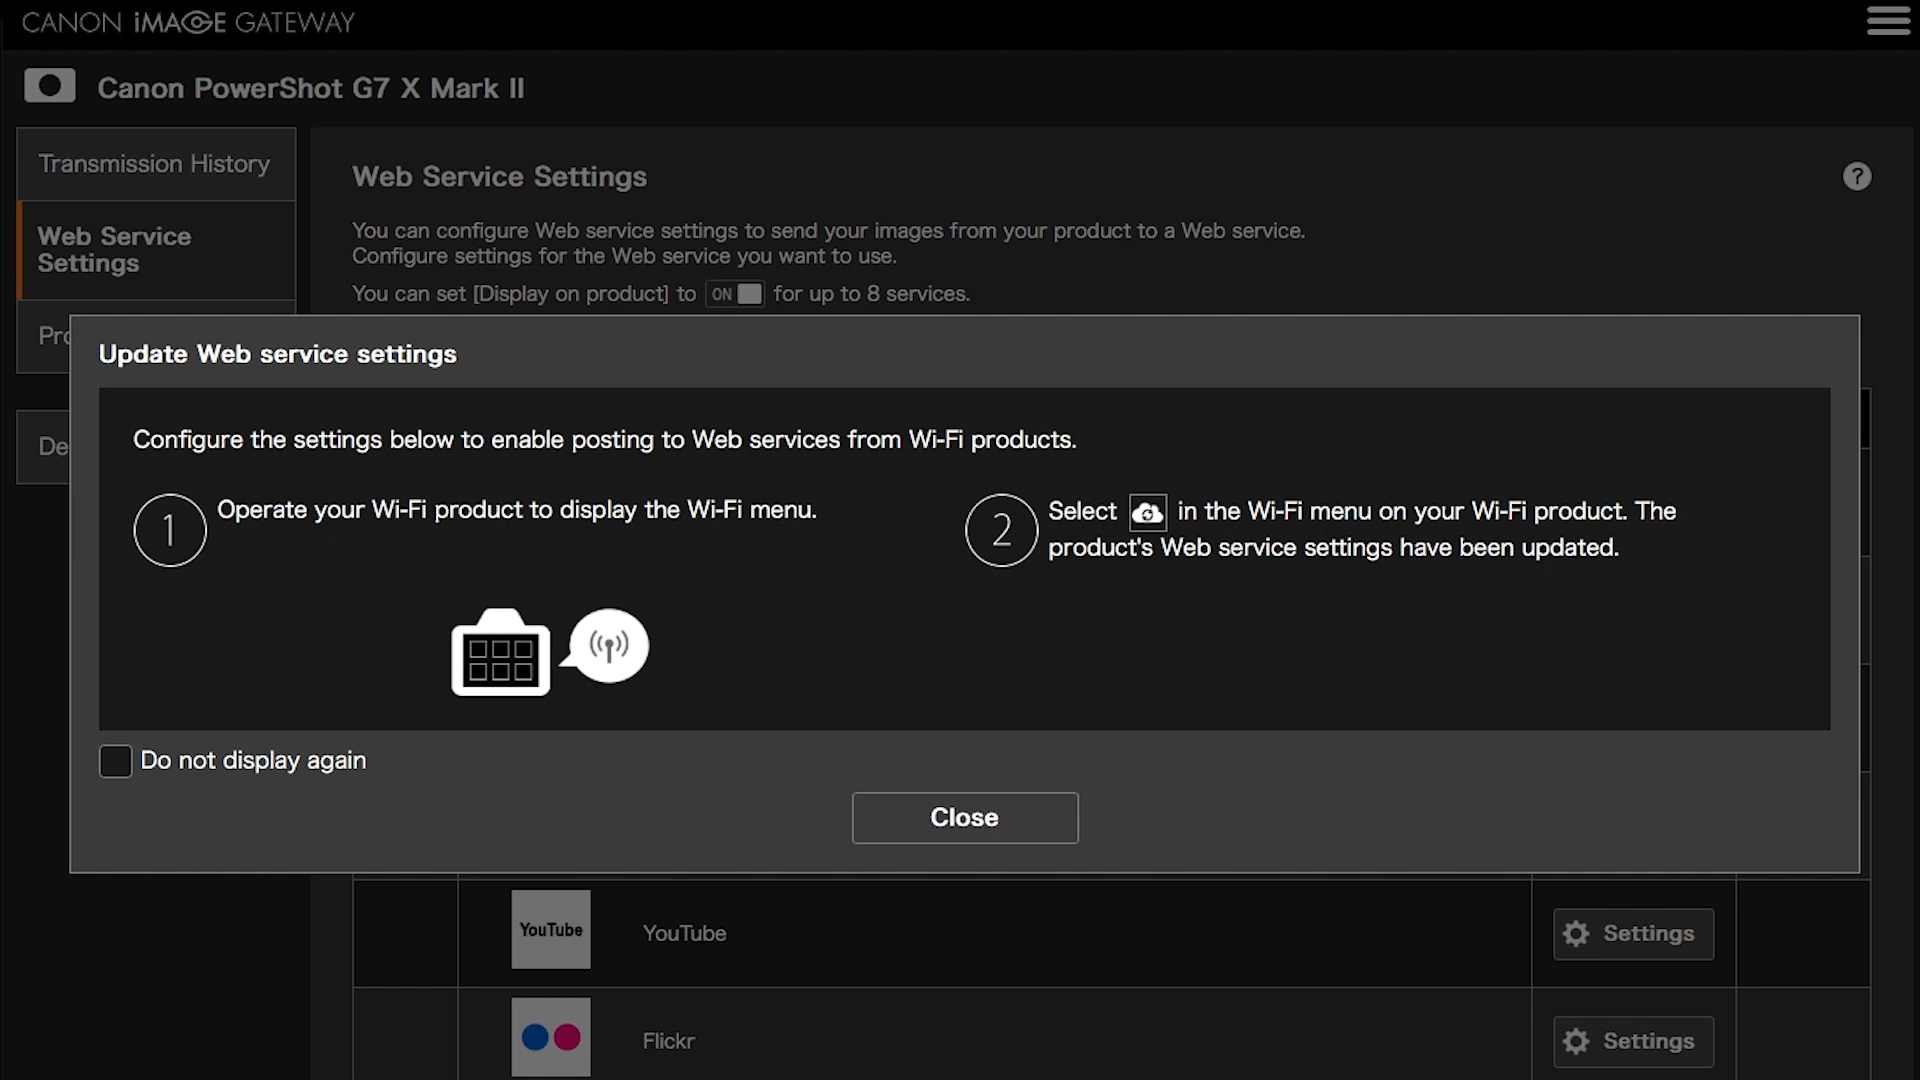 CANON iMAGE GATEWAY
Canon PowerShot G7 X Mark II
Transmission History
Web Service
Settings
Web Service Settings
?
You can configure Web service settings to send your images from your product to a Web service.
Configure settings for the Web service you want to use.
You can set [Display on product] to ON for up to 8 services.
Pro
De
Update Web service settings
Configure the settings below to enable posting to Web services from Wi-Fi products.
1 Operate your Wi-Fi product to display the Wi-Fi menu.
2 Select in the Wi-Fi menu on your Wi-Fi product. The
product's Web service settings have been updated.
Do not display again
Close
YouTube YouTube Settings
Flickr Settings